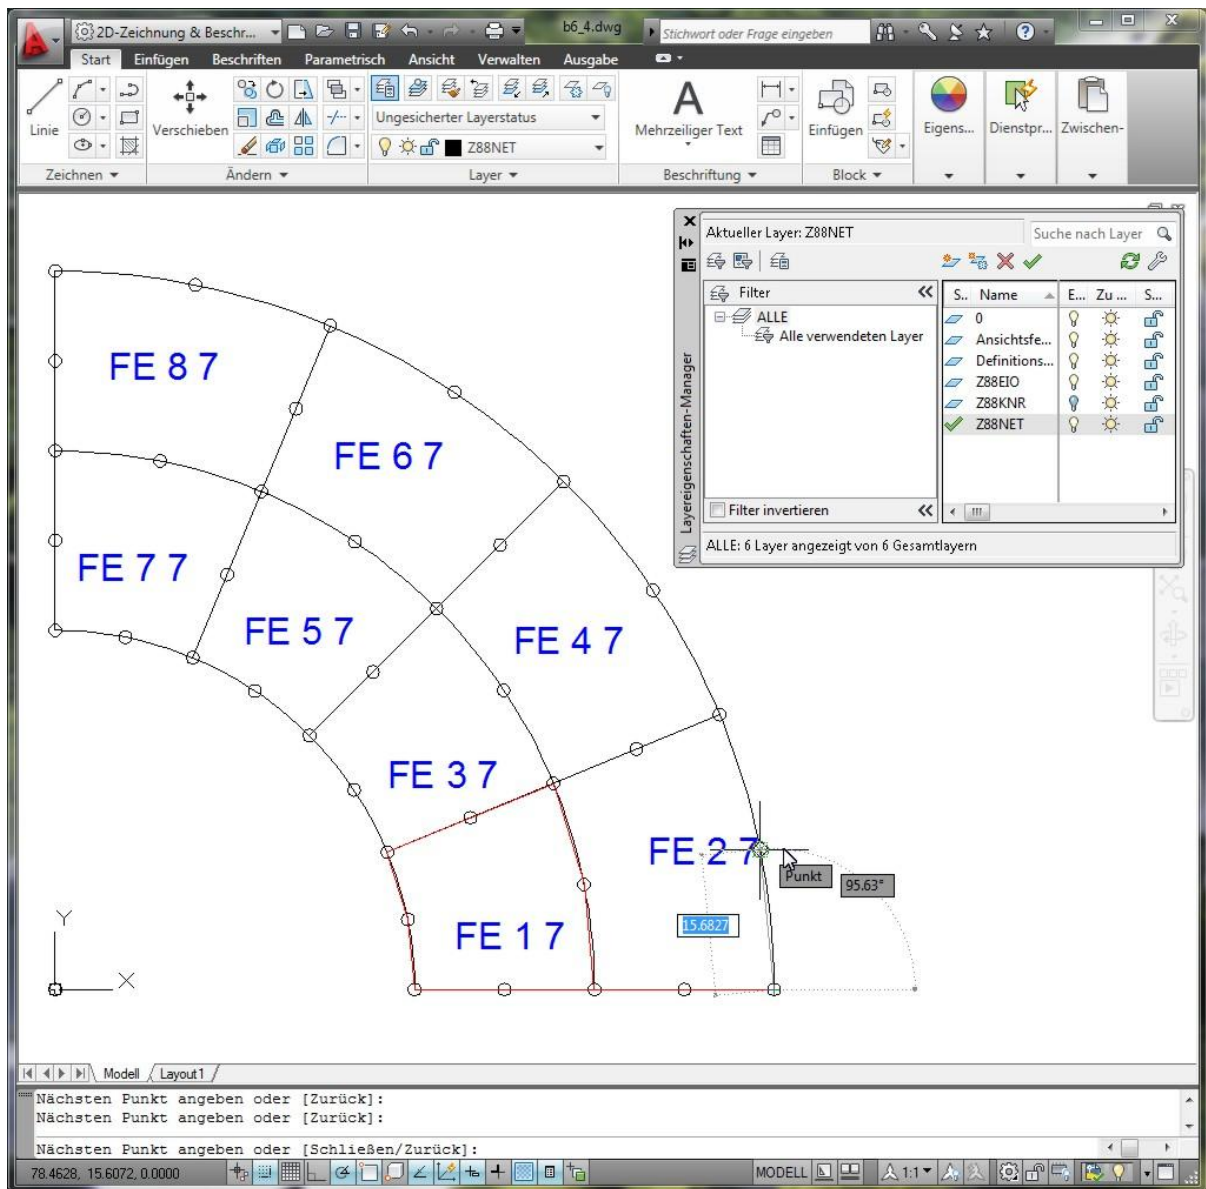 2D-Zeichnung & Beschr...
b6_4.dwg
Stichwort oder Frage eingeben
Start Einfügen Beschriften Parametrisch Ansicht Verwalten Ausgabe
Linie
Verschieben
Ungesicherter Layerstatus
Z88NET
A
Mehrzeiliger Text
Einfügen
Eigens...
Dienstpr...
Zwischen-
Zeichnen
Ändern
Layer
Beschriftung
Block
Aktueller Layer: Z88NET
Suche nach Layer
Filter
ALLE
Alle verwendeten Layer
S.. Name E... Zu ... S...
0
Ansichtsfe...
Definitions...
Z88EIO
Z88KNR
Z88NET
Filter invertieren
ALLE: 6 Layer angezeigt von 6 Gesamtlayern
Layereigenschaften-Manager
FE 8 7
FE 6 7
FE 7 7
FE 5 7
FE 4 7
FE 3 7
FE 2 7
Punkt
95.63°
15.6827
FE 1 7
Y
X
Modell Layout1
Nächsten Punkt angeben oder [Zurück]:
Nächsten Punkt angeben oder [Zurück]:
Nächsten Punkt angeben oder [Schließen/Zurück]:
78.4628, 15.6072, 0.0000
MODELL
1:1